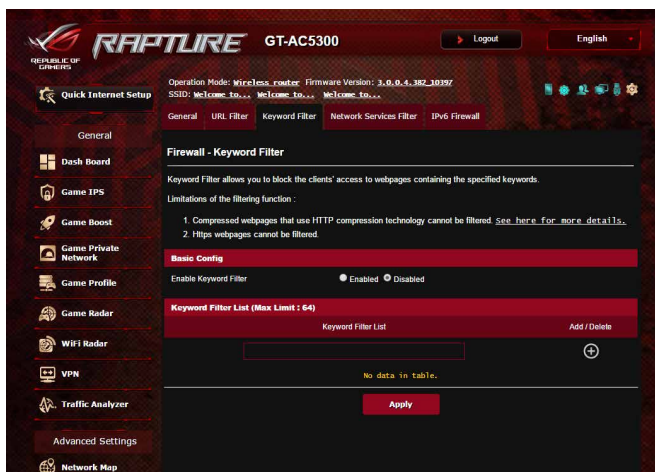 REPUBLIC OF
GAMERS
RAPTURE
GT-AC5300
Logout
English
Quick Internet Setup
Operation Mode: Wireless router Firmware Version: 3.0.0.4.382_10397
SSID: Welcome to... Welcome to... Welcome to...
General URL Filter Keyword Filter Network Services Filter IPv6 Firewall
General
Dash Board
Game IPS
Game Boost
Game Private
Network
Game Profile
Game Radar
WiFi Radar
VPN
Traffic Analyzer
Advanced Settings
Network Map
Firewall - Keyword Filter
Keyword Filter allows you to block the clients' access to webpages containing the specified keywords.
Limitations of the filtering function :
1. Compressed webpages that use HTTP compression technology cannot be filtered. See here for more details.
2. Https webpages cannot be filtered.
Basic Config
Enable Keyword Filter Enabled Disabled
Keyword Filter List (Max Limit : 64)
Keyword Filter List Add / Delete
No data in table.
Apply